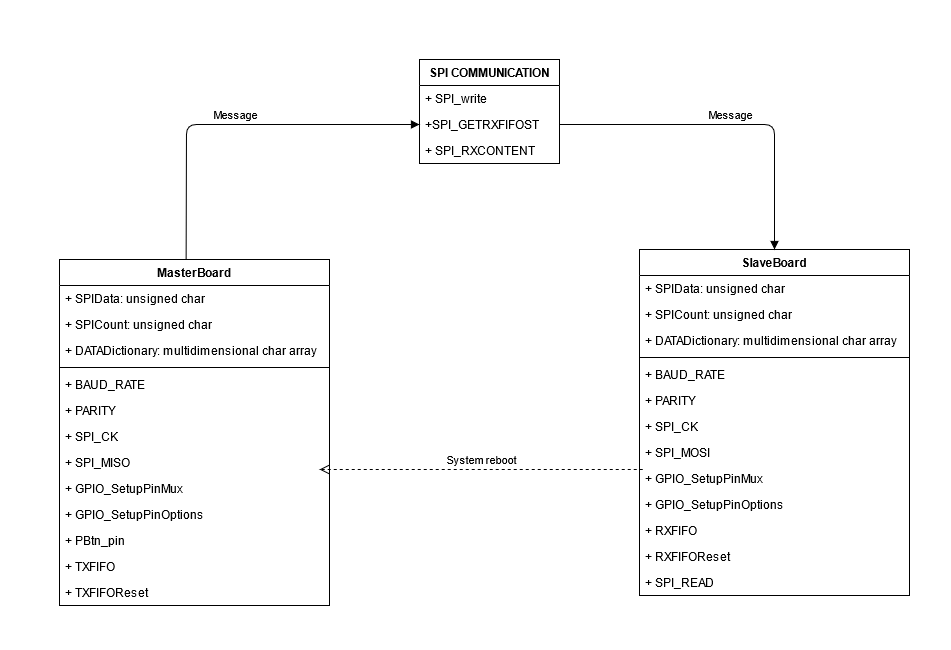 SPI COMMUNICATION
+ SPI_write
+SPI_GETRXFIFOST
+ SPI_RXCONTENT
Message
Message
MasterBoard
+ SPIData: unsigned char
+ SPICount: unsigned char
+ DATADictionary: multidimensional char array
+ BAUD_RATE
+ PARITY
+ SPI_CK
+ SPI_MISO
+ GPIO_SetupPinMux
+ GPIO_SetupPinOptions
+ PBtn_pin
+ TXFIFO
+ TXFIFOReset
System reboot
SlaveBoard
+ SPIData: unsigned char
+ SPICount: unsigned char
+ DATADictionary: multidimensional char array
+ BAUD_RATE
+ PARITY
+ SPI_CK
+ SPI_MOSI
+ GPIO_SetupPinMux
+ GPIO_SetupPinOptions
+ RXFIFO
+ RXFIFOReset
+ SPI_READ